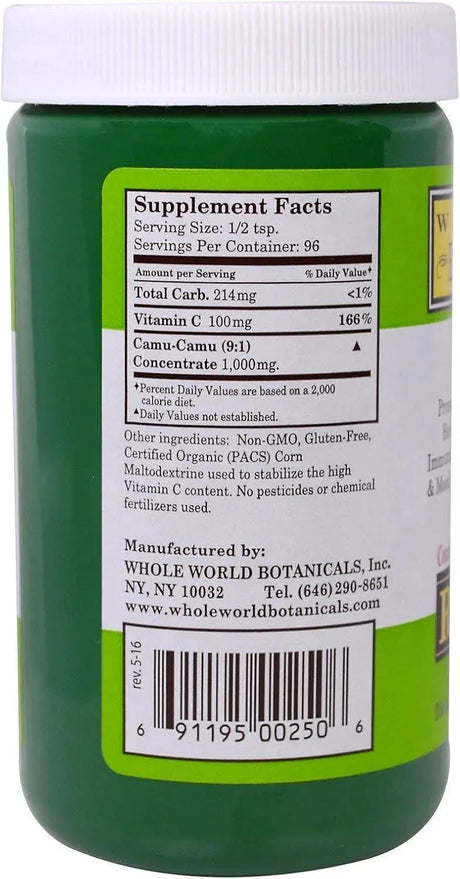 Supplement Facts
Serving Size: 1/2 tsp.
Servings Per Container: 96
Amount per Serving % Daily Value✦
Total Carb. 214mg <1%
Vitamin C 100mg 166%
Camu-Camu (9:1) ▲
Concentrate 1,000mg.
✦Percent Daily Values are based on a 2,000
calorie diet.
▲Daily Values not established.
Other ingredients: Non-GMO, Gluten-Free,
Certified Organic (PACS) Corn
Maltodextrine used to stabilize the high
Vitamin C content. No pesticides or chemical
fertilizers used.
Manufactured by:
WHOLE WORLD BOTANICALS, Inc.
NY, NY 10032 Tel. (646)290-8651
www.wholeworldbotanicals.com
rev. 5-16
6 91195 00250 6